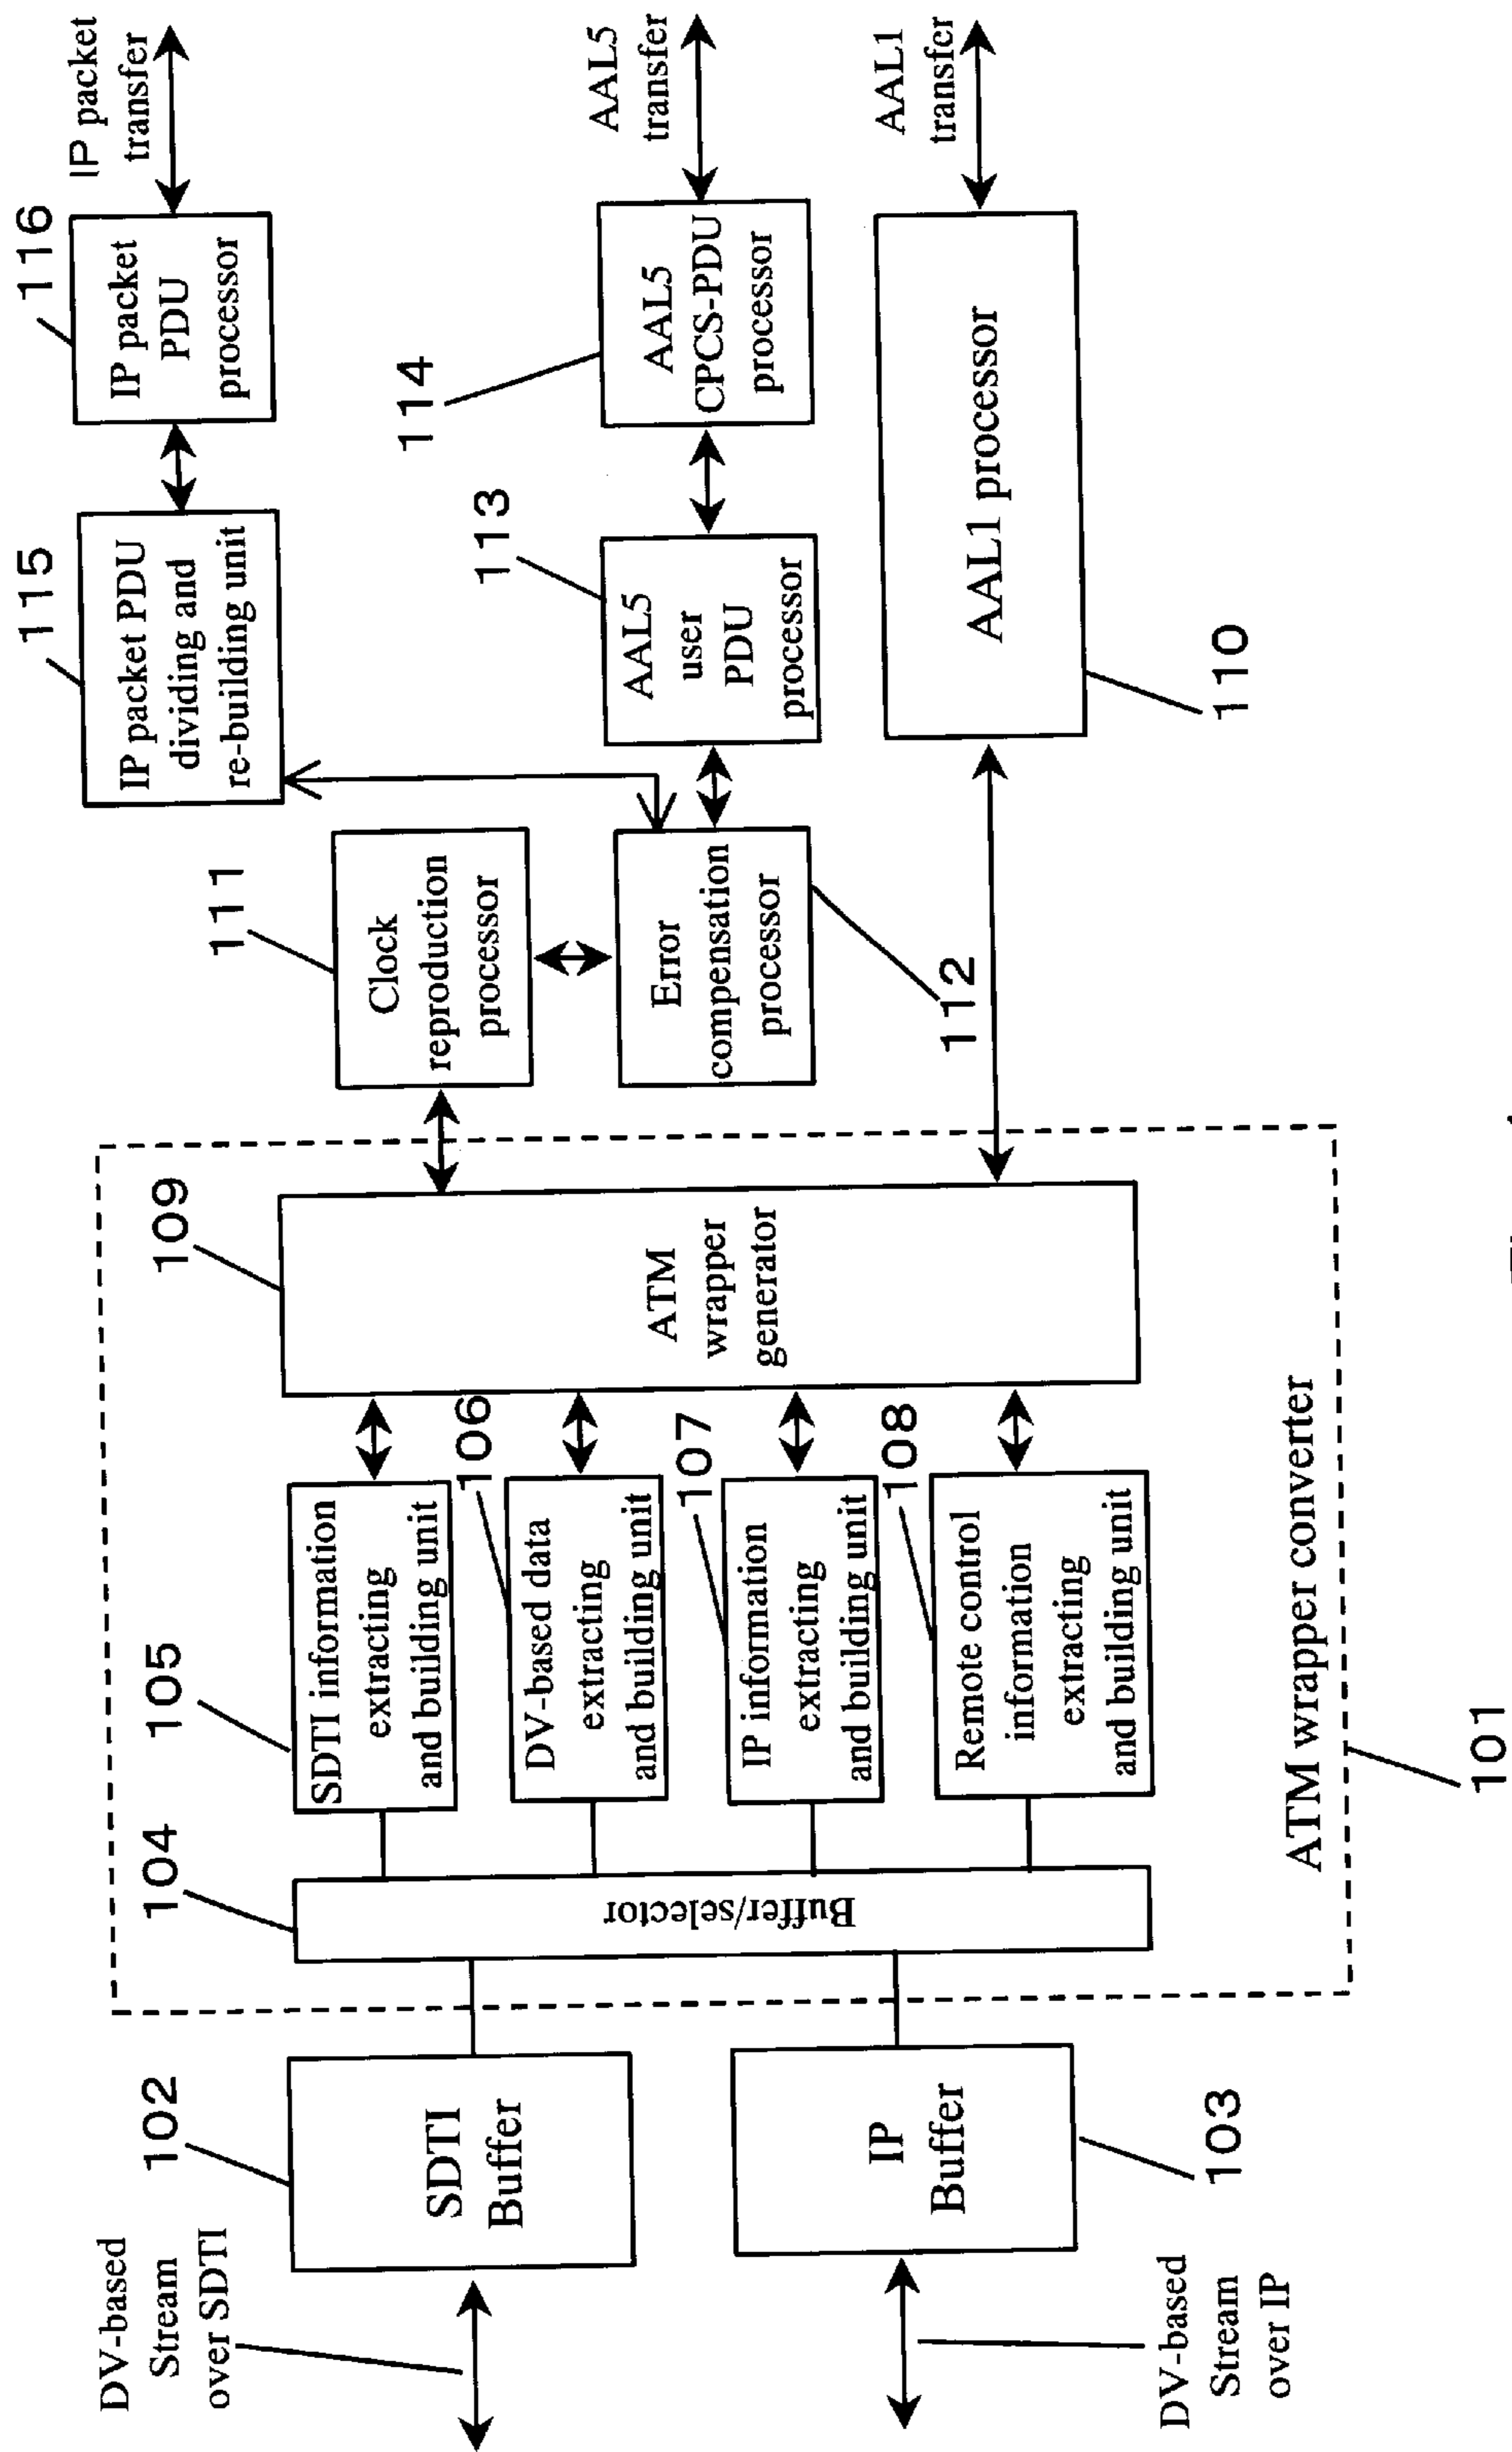 DV-based
Stream
over SDTI
102
SDTI
Buffer
DV-based
Stream
over IP
IP
Buffer
103
104
Buffer/selector
105
SDTI information
extracting
and building unit
106
DV-based data
extracting
and building unit
107
IP information
extracting
and building unit
108
Remote control
information
extracting
and building unit
109
ATM
wrapper
generator
ATM wrapper converter
101
111
Clock
reproduction
processor
Error
compensation
processor
112
115
IP packet PDU
dividing and
re-building unit
116
IP packet
PDU
processor
IP packet
transfer
113
AAL5
user
PDU
processor
114
AAL5
CPCS-PDU
processor
AAL5
transfer
AAL1 processor
110
AAL1
transfer